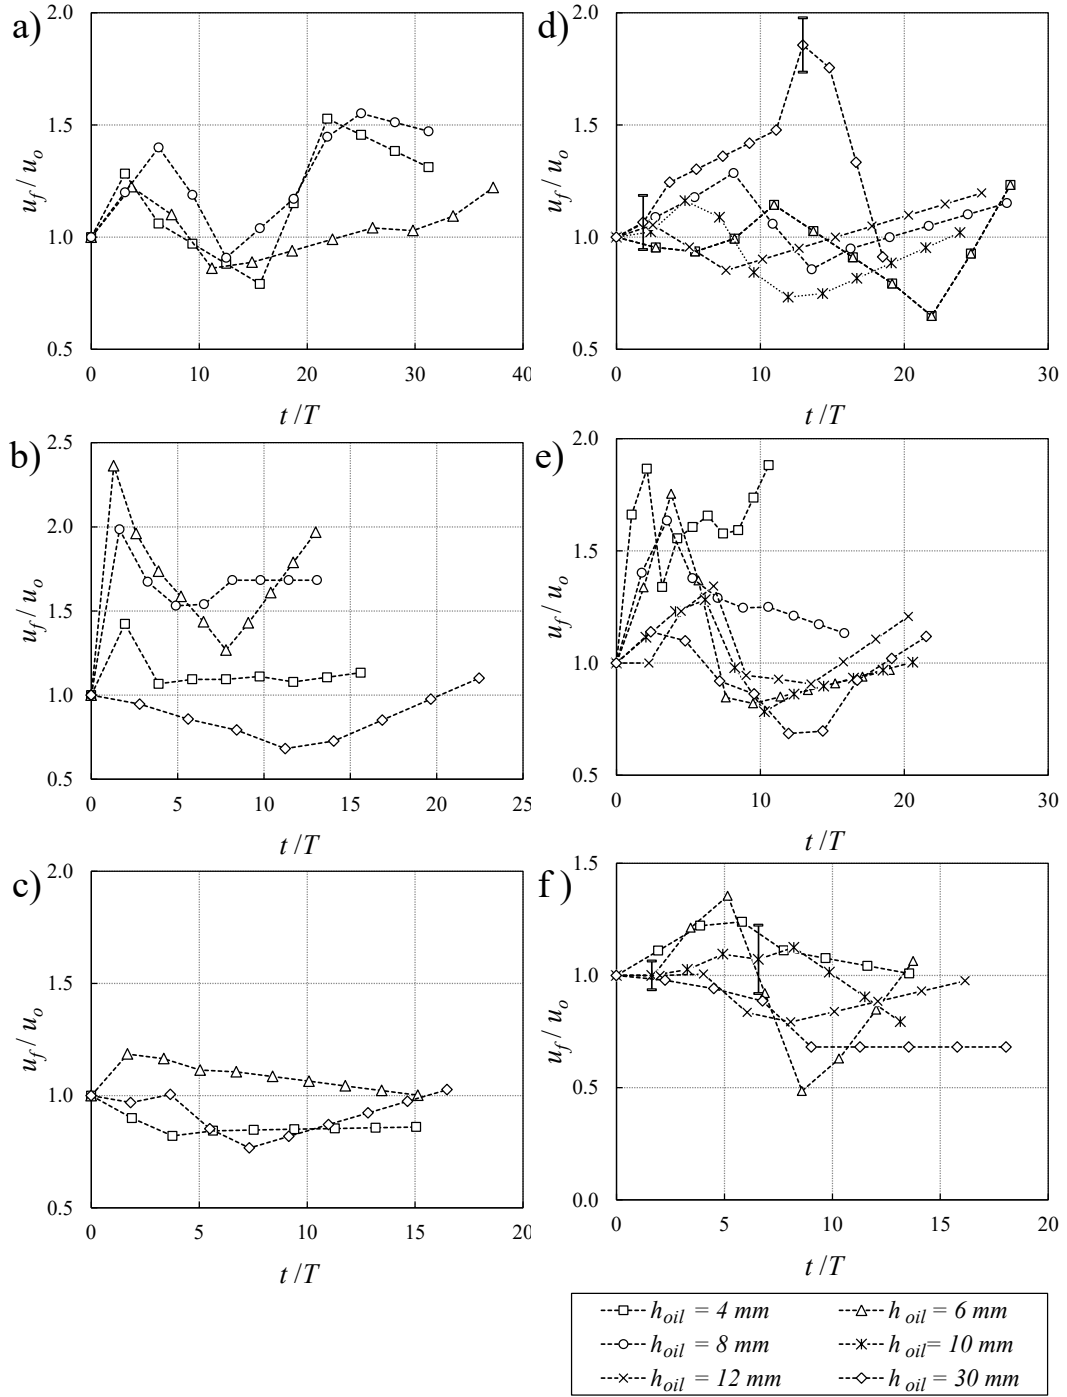 a)
2.0
1.5
1.0
0.5
u_f / u_o
0 10 20 30 40
t /T
b)
2.5
2.0
1.5
1.0
0.5
u_f / u_o
0 5 10 15 20 25
t /T
c)
2.0
1.5
1.0
0.5
u_f / u_o
0 5 10 15 20
t /T
d)
2.0
1.5
1.0
0.5
u_f / u_o
0 10 20 30
t /T
e)
2.0
1.5
1.0
0.5
u_f / u_o
0 10 20 30
t /T
f)
1.5
1.0
0.5
0.0
u_f / u_o
0 5 10 15 20
t /T
h_oil = 4 mm h_oil = 6 mm
h_oil = 8 mm h_oil= 10 mm
h_oil = 12 mm h_oil = 30 mm